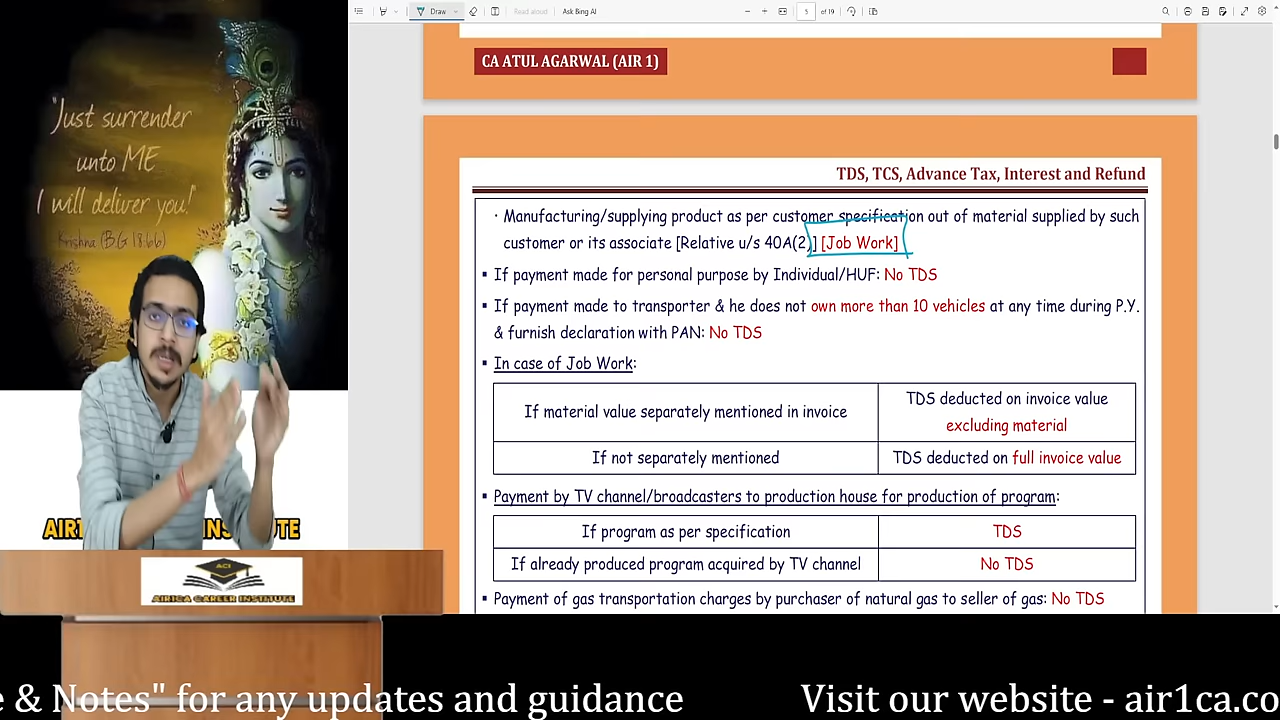 "Just surrender
unto ME
I will deliver you!"
- Krishna (BG 18:66)
Draw
Read aloud
Ask Bing AI
5
of 19
CA ATUL AGARWAL (AIR 1)
TDS, TCS, Advance Tax, Interest and Refund
· Manufacturing/supplying product as per customer specification out of material supplied by such
customer or its associate [Relative u/s 40A(2)] [Job Work]
▪ If payment made for personal purpose by Individual/HUF: No TDS
▪ If payment made to transporter & he does not own more than 10 vehicles at any time during P.Y.
& furnish declaration with PAN: No TDS
▪ In case of Job Work:
If material value separately mentioned in invoice
TDS deducted on invoice value
excluding material
If not separately mentioned
TDS deducted on full invoice value
▪ Payment by TV channel/broadcasters to production house for production of program:
If program as per specification
TDS
If already produced program acquired by TV channel
No TDS
▪ Payment of gas transportation charges by purchaser of natural gas to seller of gas: No TDS
ACI
AIR1CA CAREER INSTITUTE
e & Notes" for any updates and guidance
Visit our website - air1ca.co